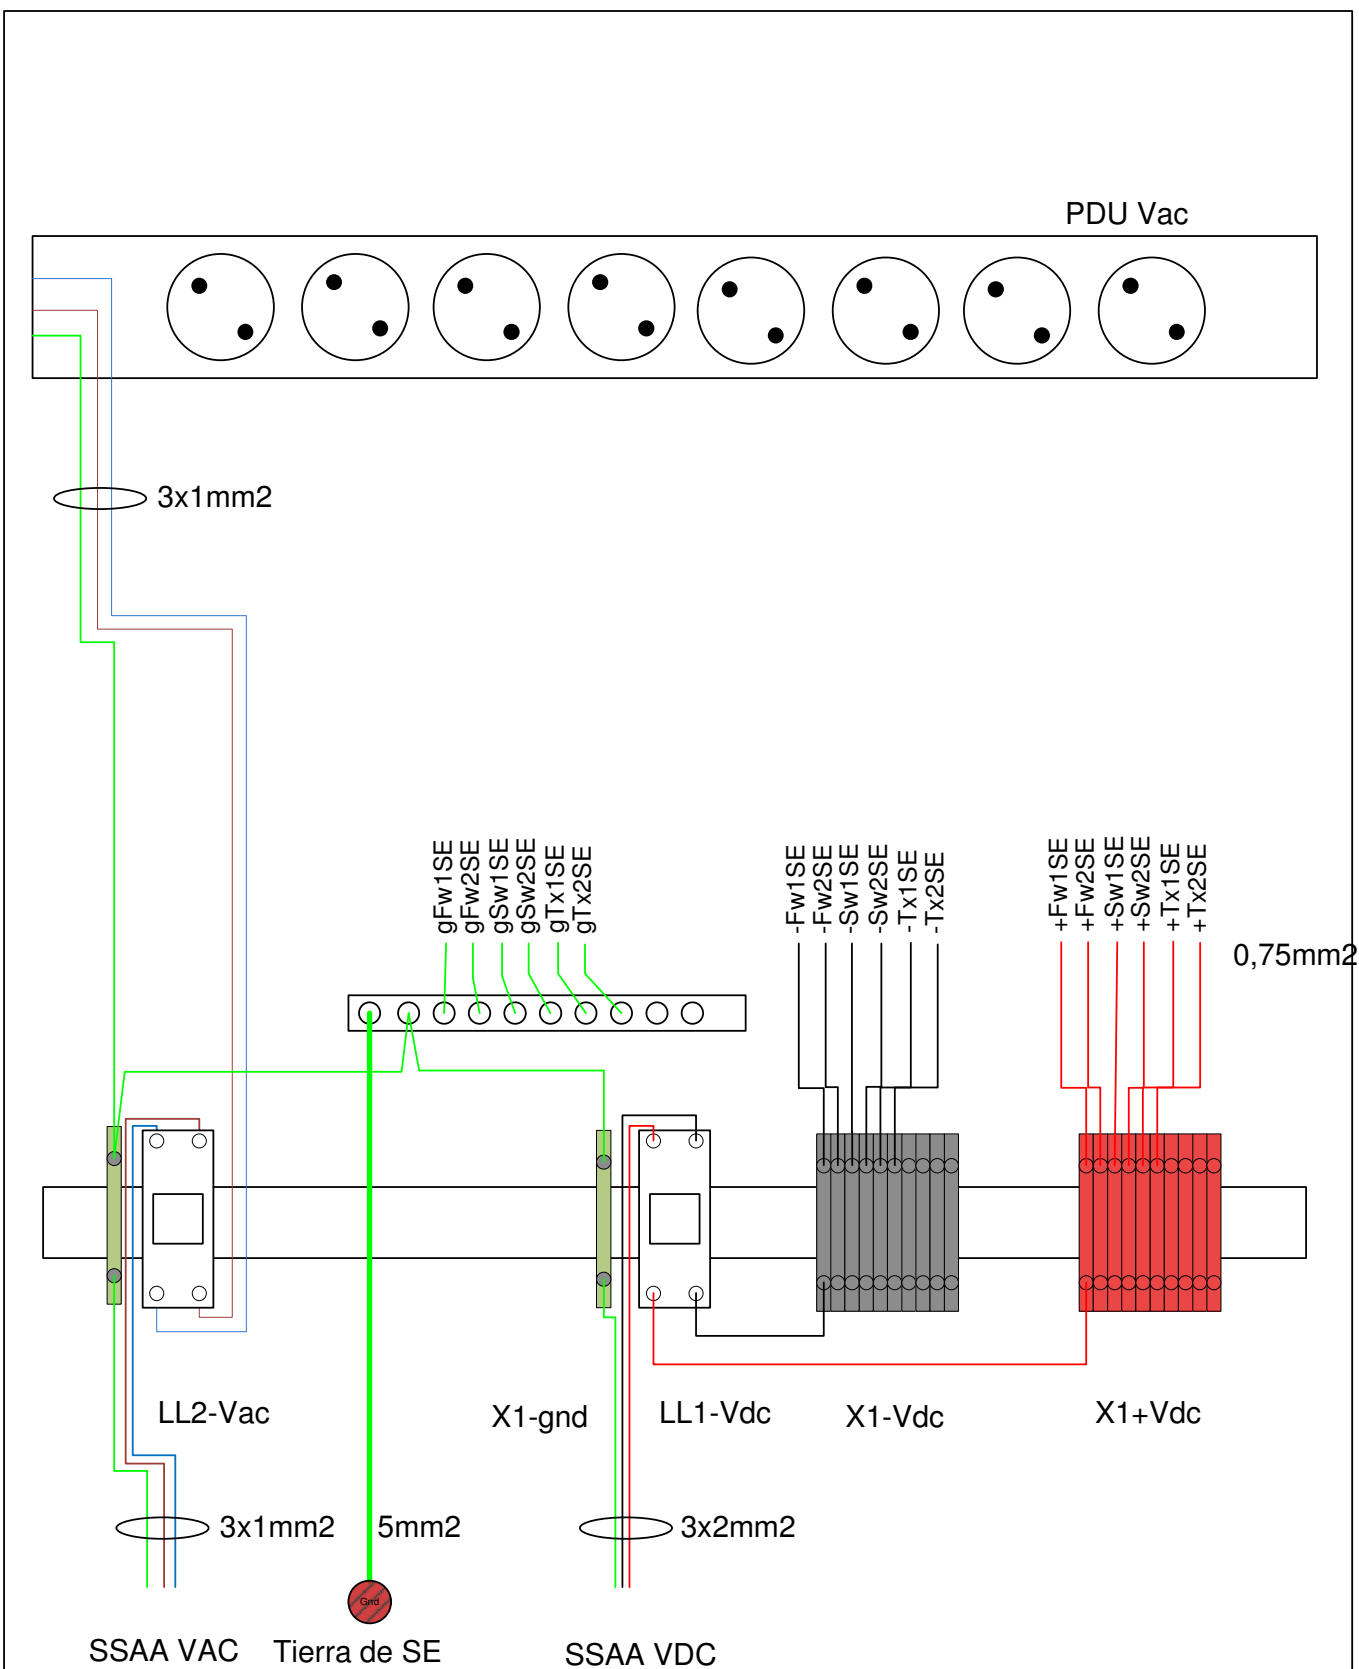 PDU Vac
3x1mm2
gFw1SE
gFw2SE
gSw1SE
gSw2SE
gTx1SE
gTx2SE
-Fw1SE
-Fw2SE
-Sw1SE
-Sw2SE
-Tx1SE
-Tx2SE
+Fw1SE
+Fw2SE
+Sw1SE
+Sw2SE
+Tx1SE
+Tx2SE
0,75mm2
LL2-Vac
X1-gnd
LL1-Vdc
X1-Vdc
X1+Vdc
3x1mm2
5mm2
3x2mm2
Gnd
SSAA VAC
Tierra de SE
SSAA VDC